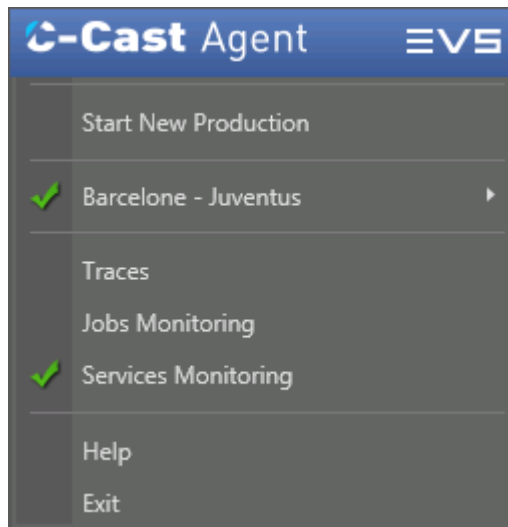 C-Cast Agent EVS
Start New Production
Barcelone - Juventus
Traces
Jobs Monitoring
Services Monitoring
Help
Exit